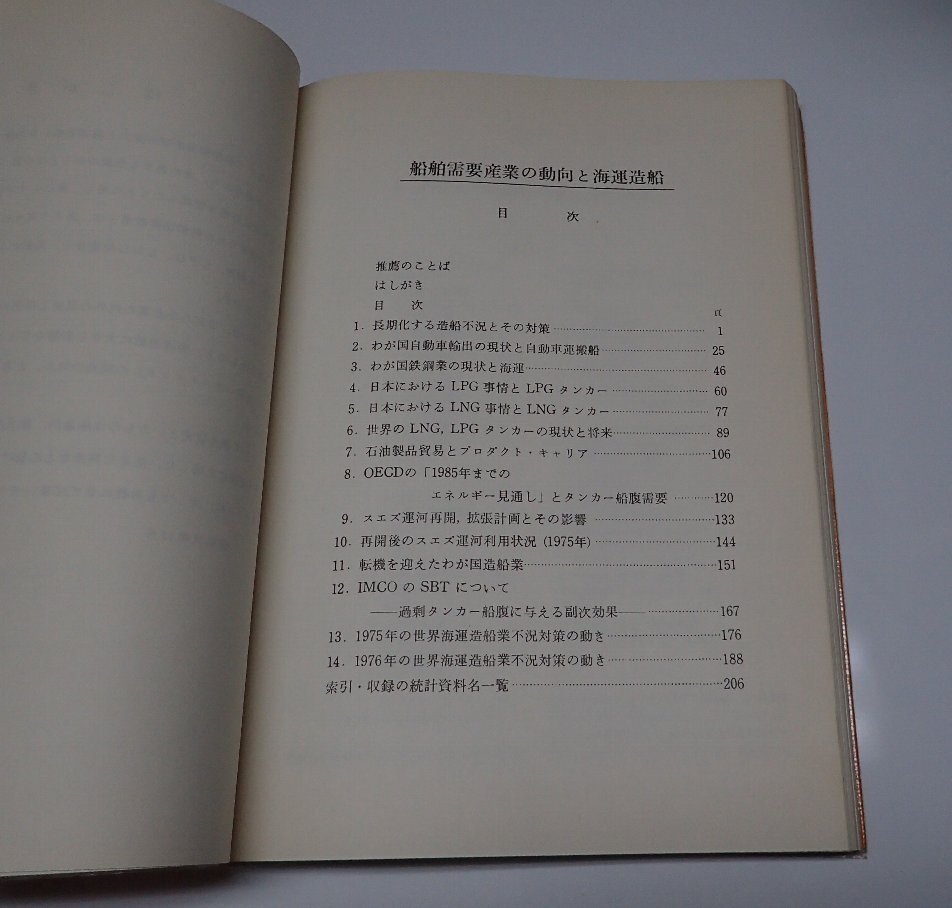 船舶需要産業の動向と海運造船
目 次
推薦のことば
はしがき
目 次
頁
1. 長期化する造船不況とその対策 1
2. わが国自動車輸出の現状と自動車運搬船 25
3. わが国鉄鋼業の現状と海運 46
4. 日本における LPG 事情と LPG タンカー 60
5. 日本における LNG 事情と LNG タンカー 77
6. 世界の LNG, LPG タンカーの現状と将来 89
7. 石油製品貿易とプロダクト・キャリア 106
8. OECDの「1985年までの
エネルギー見通し」とタンカー船腹需要 120
9. スエズ運河再開, 拡張計画とその影響 133
10. 再開後のスエズ運河利用状況 (1975年) 144
11. 転機を迎えたわが国造船業 151
12. IMCO の SBT について
――過剰タンカー船腹に与える副次効果―― 167
13. 1975年の世界海運造船業不況対策の動き 176
14. 1976年の世界海運造船業不況対策の動き 188
索引・収録の統計資料名一覧 206